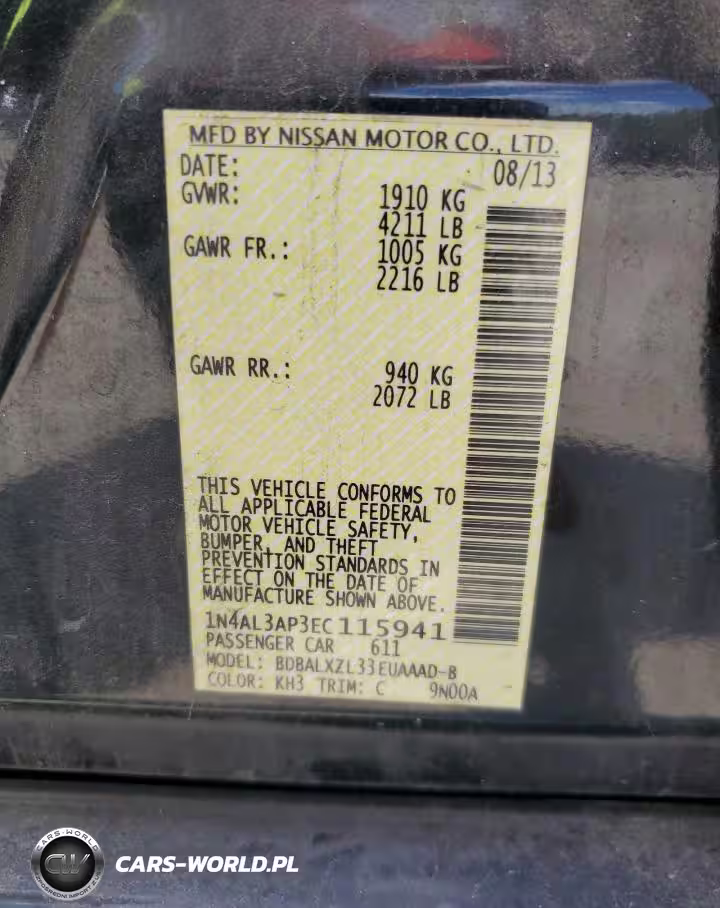 MFD BY NISSAN MOTOR CO., LTD.
DATE: 08/13
GVWR: 1910 KG
4211 LB
GAWR FR.: 1005 KG
2216 LB
GAWR RR.: 940 KG
2072 LB
THIS VEHICLE CONFORMS TO
ALL APPLICABLE FEDERAL
MOTOR VEHICLE SAFETY,
BUMPER, AND THEFT
PREVENTION STANDARDS IN
EFFECT ON THE DATE OF
MANUFACTURE SHOWN ABOVE.
1N4AL3AP3EC115941
PASSENGER CAR 611
MODEL: BDBALXZL33EUAAAD-B
COLOR: KH3 TRIM: C 9N00A
CARS-WORLD
CW
CARS-WORLD.PL